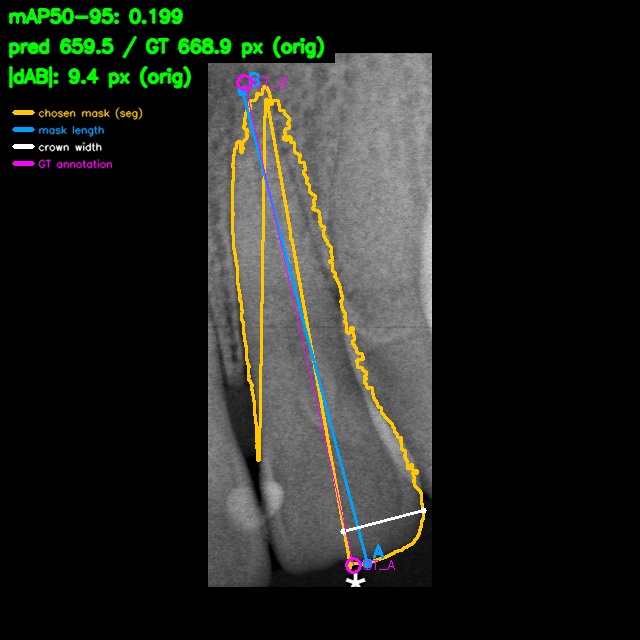 mAP50-95: 0.199
pred 659.5 / GT 668.9 px (orig)
|dAB|: 9.4 px (orig)
chosen mask (seg)
mask length
crown width
GT annotation
A